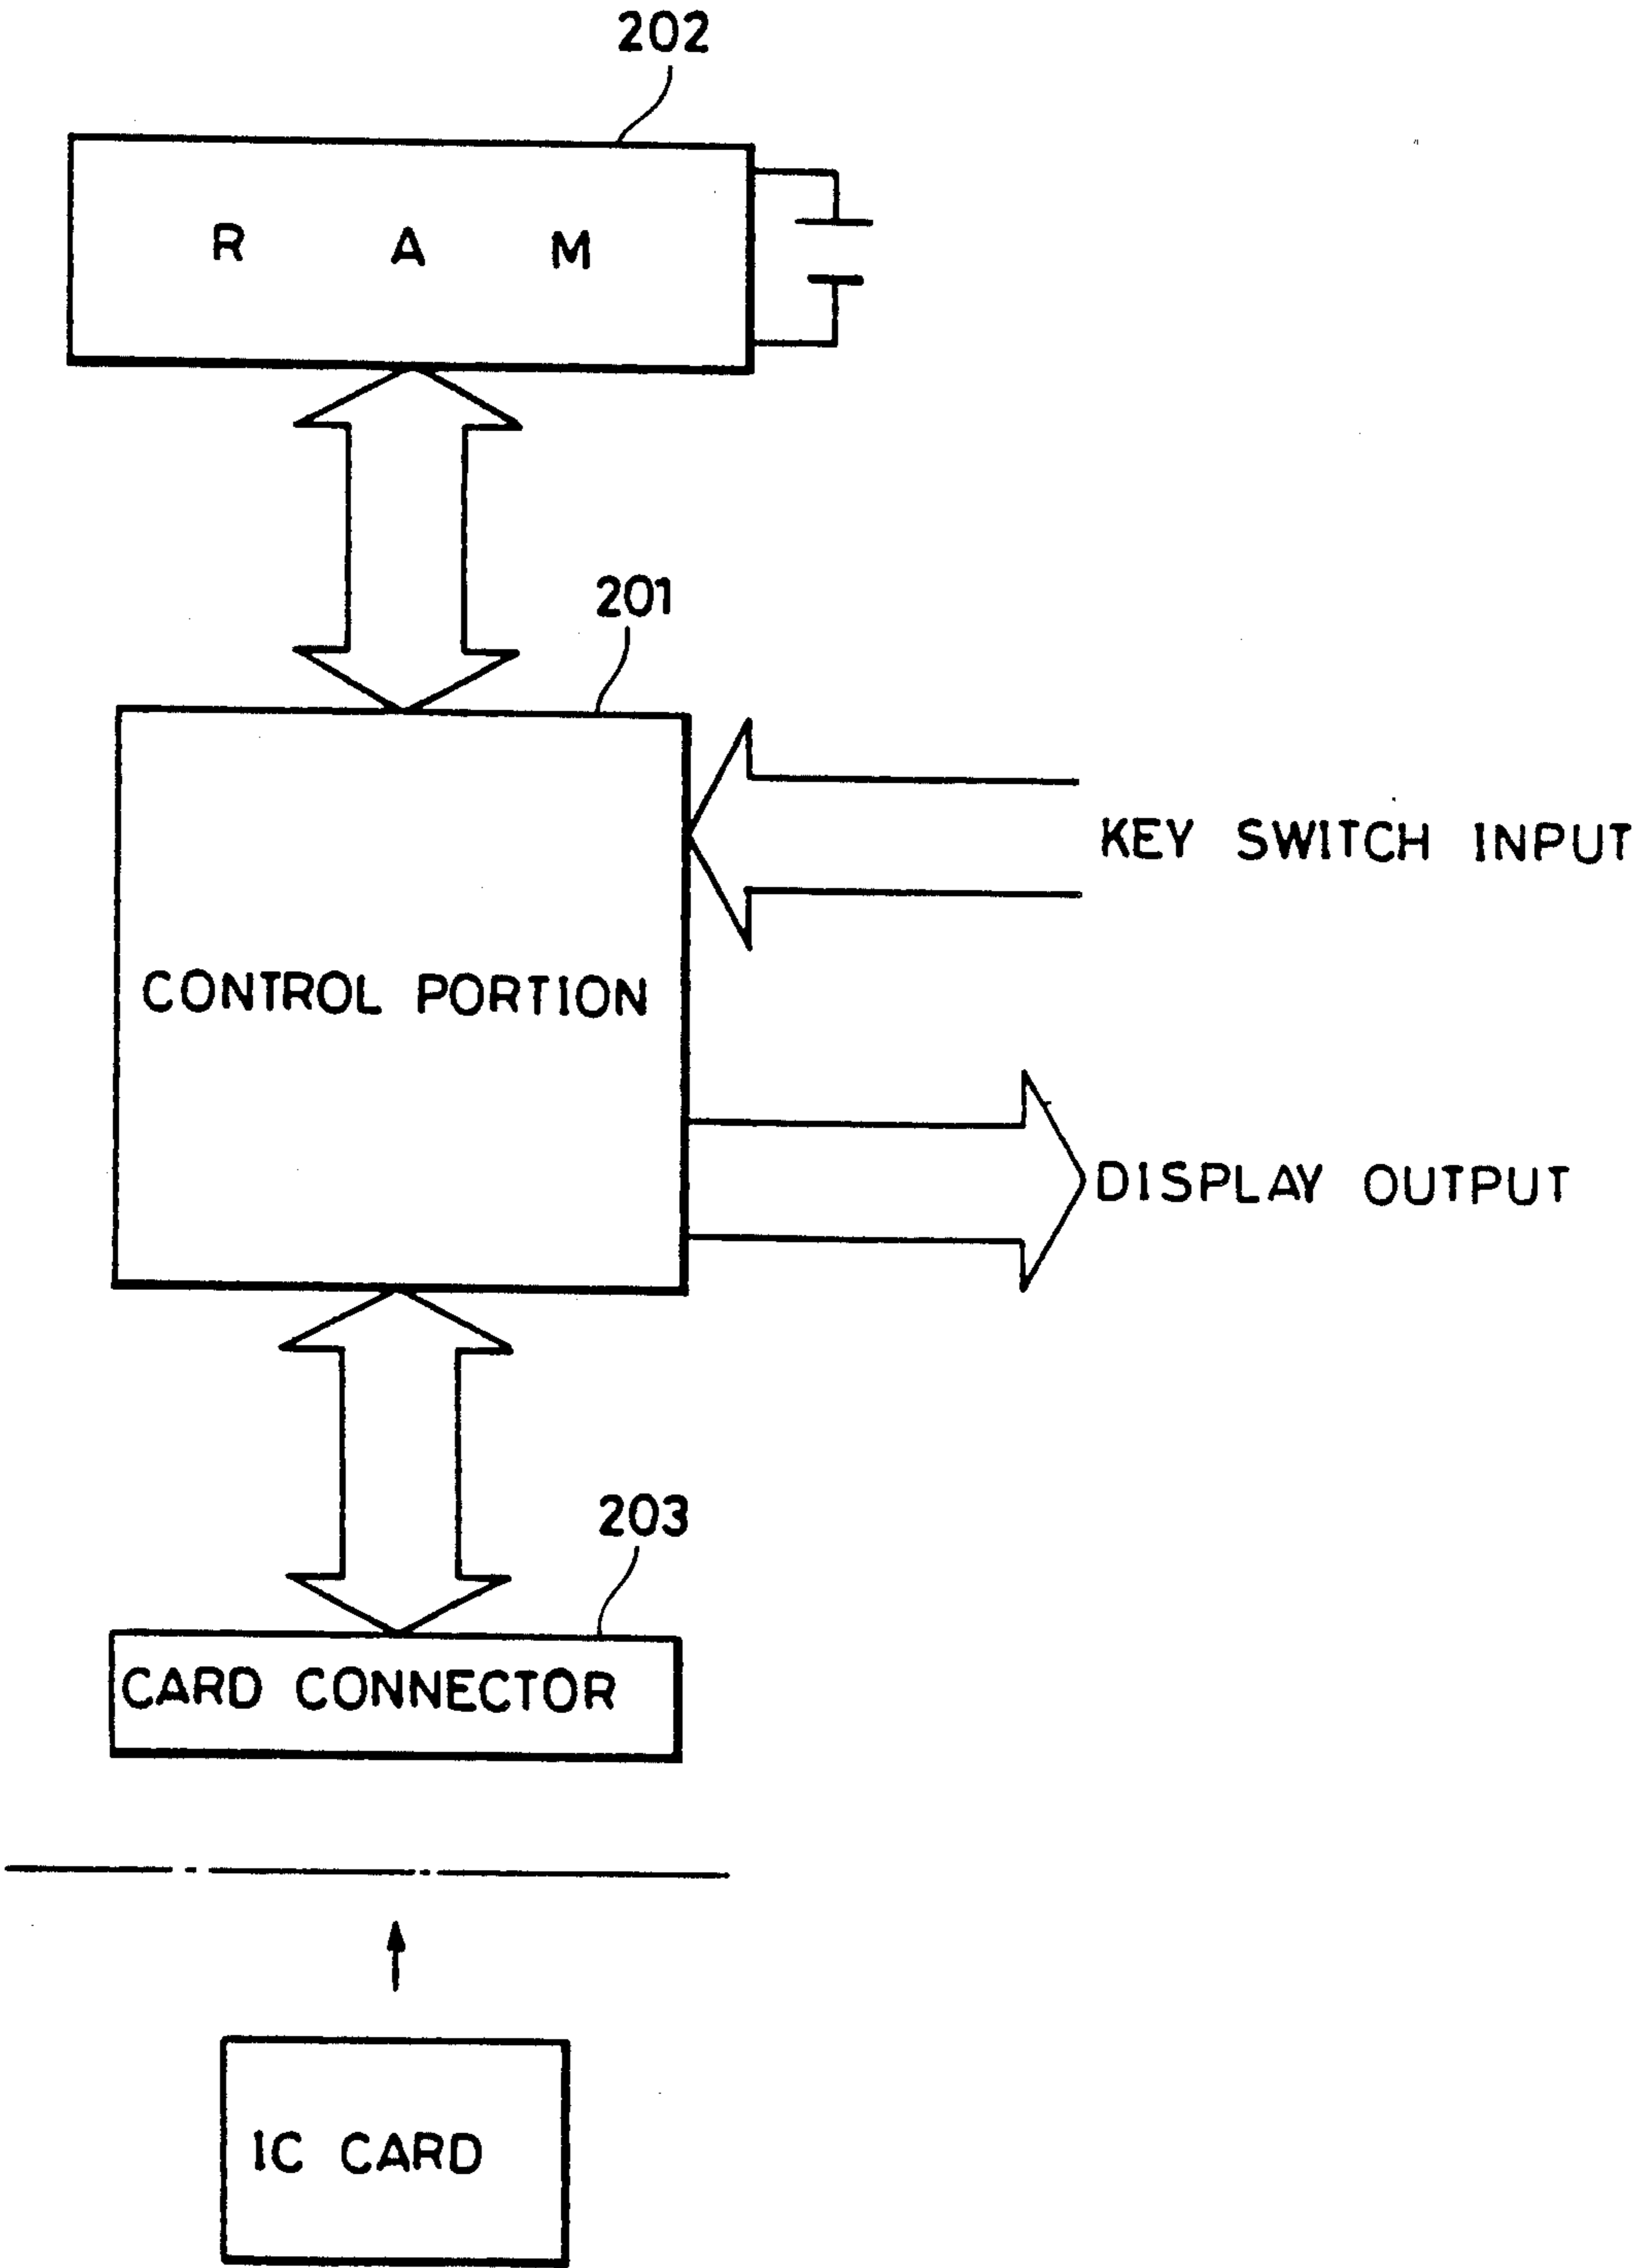 202
R A M
201
KEY SWITCH INPUT
CONTROL PORTION
DISPLAY OUTPUT
203
CARD CONNECTOR
IC CARD